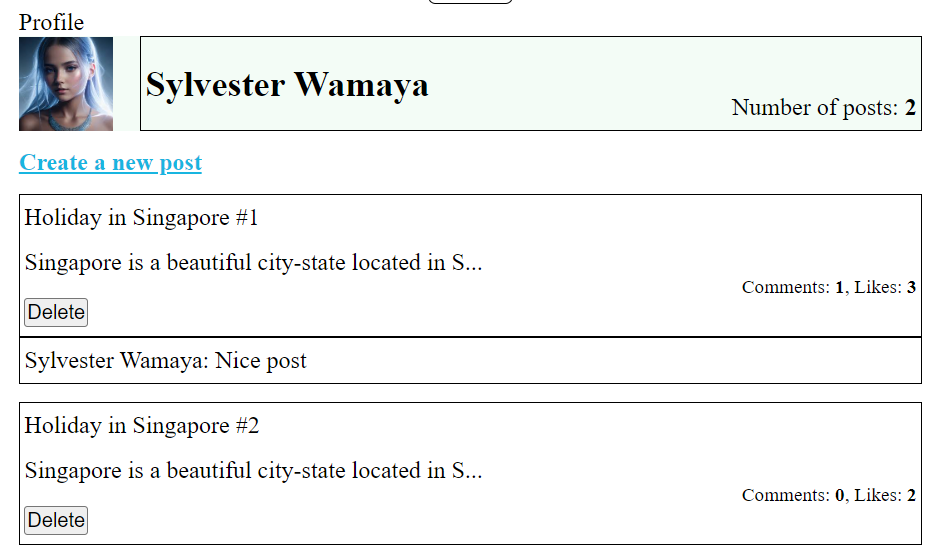 Profile
Sylvester Wamaya
Number of posts: 2
Create a new post
Holiday in Singapore #1
Singapore is a beautiful city-state located in S...
Comments: 1, Likes: 3
Delete
Sylvester Wamaya: Nice post
Holiday in Singapore #2
Singapore is a beautiful city-state located in S...
Comments: 0, Likes: 2
Delete